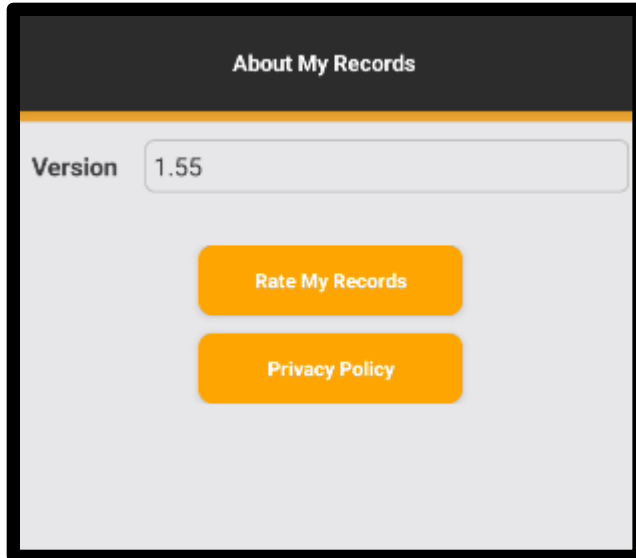 About My Records
Version 1.55
Rate My Records
Privacy Policy